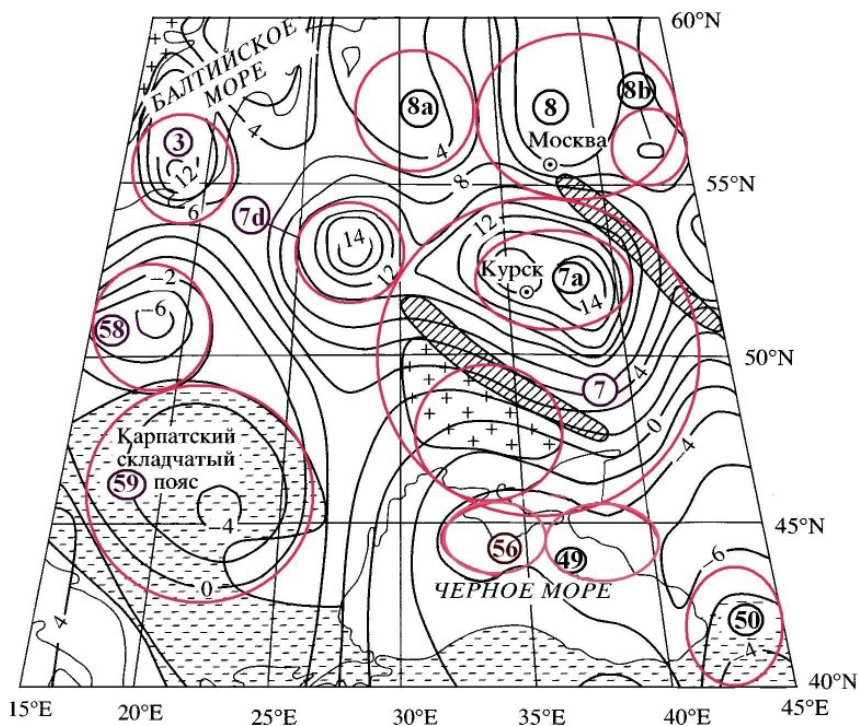 60°N
БАЛТИЙСКОЕ
МОРЕ
4
8a
8
8b
Москва
3
12
4
6
8
55°N
7d
14
12
12
Курск
7a
14
-2
-6
58
50°N
7
4
0
-4
Карпатский
складчатый
пояс
59
-4
45°N
56
49
-6
ЧЕРНОЕ МОРЕ
0
4
50
-4
40°N
15°E
20°E
25°E
30°E
35°E
40°E
45°E